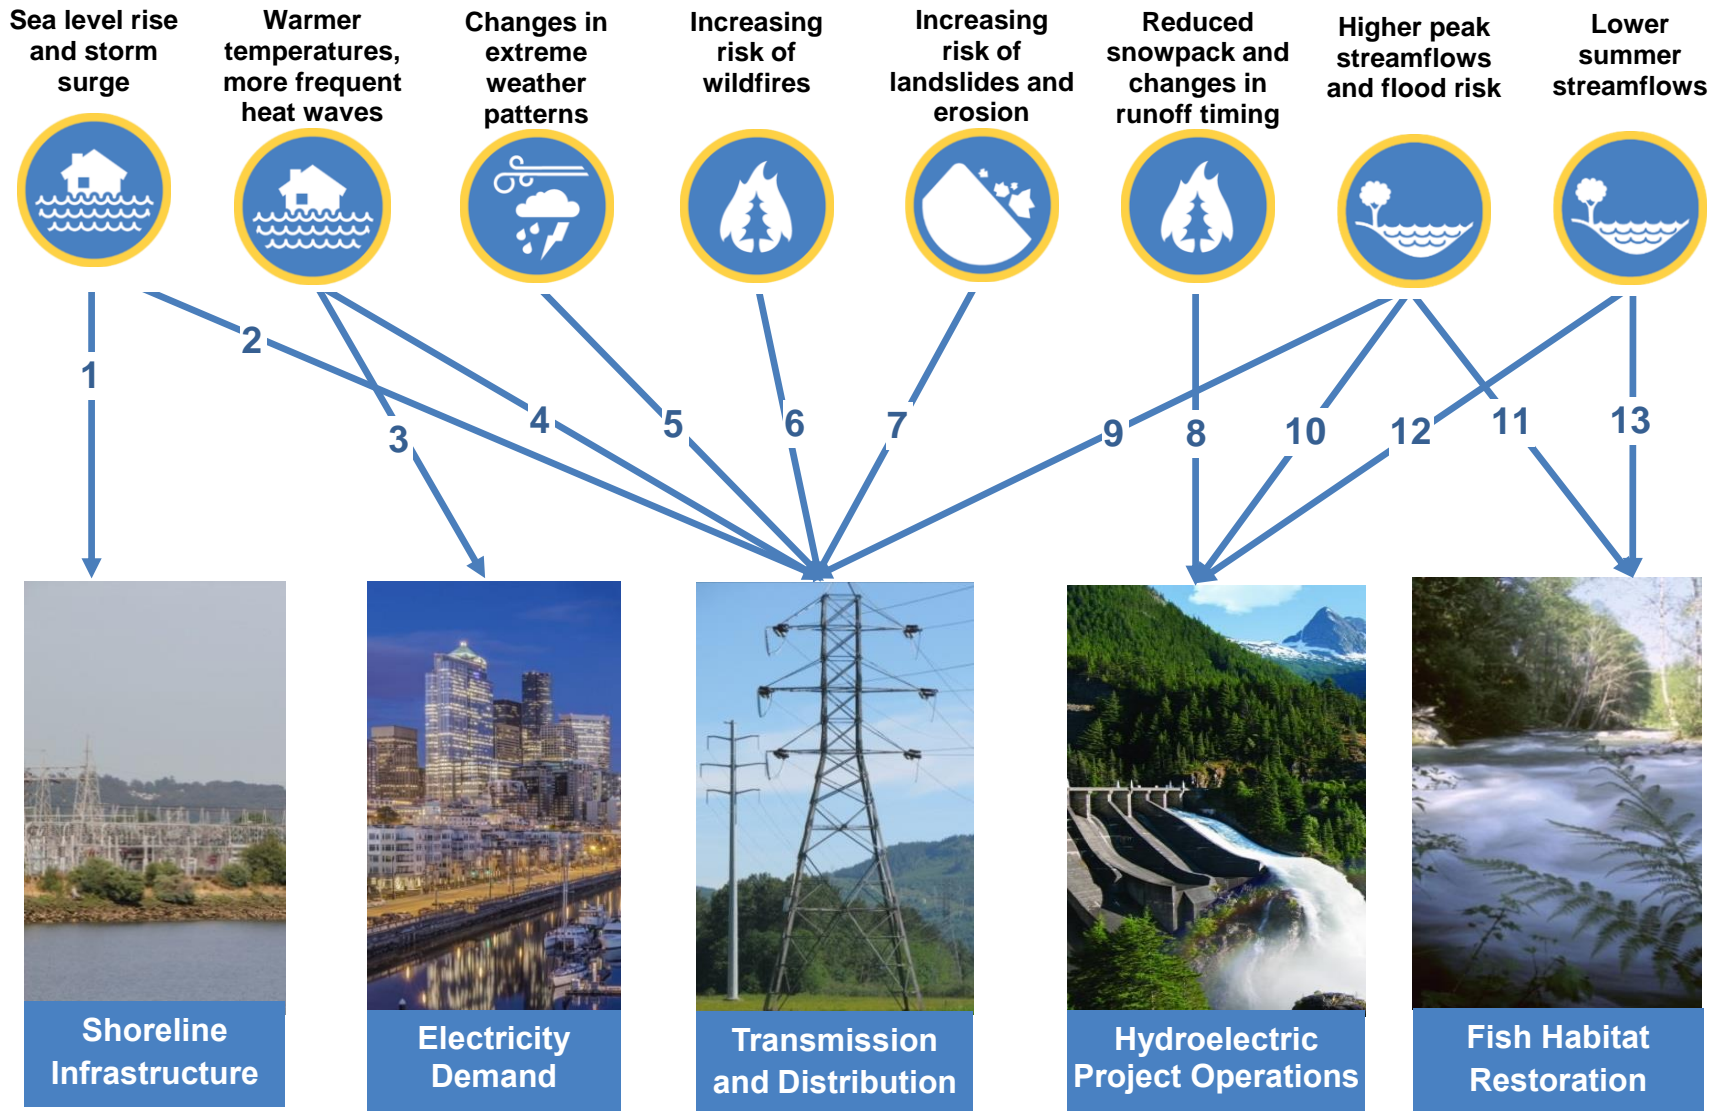 Sea level rise
and storm
surge
Warmer
temperatures,
more frequent
heat waves
Changes in
extreme
weather
patterns
Increasing
risk of
wildfires
Increasing
risk of
landslides and
erosion
Reduced
snowpack and
changes in
runoff timing
Higher peak
streamflows
and flood risk
Lower
summer
streamflows
1
2
3
4
5
6
7
9
8
10
12
11
13
Shoreline
Infrastructure
Electricity
Demand
Transmission
and Distribution
Hydroelectric
Project Operations
Fish Habitat
Restoration